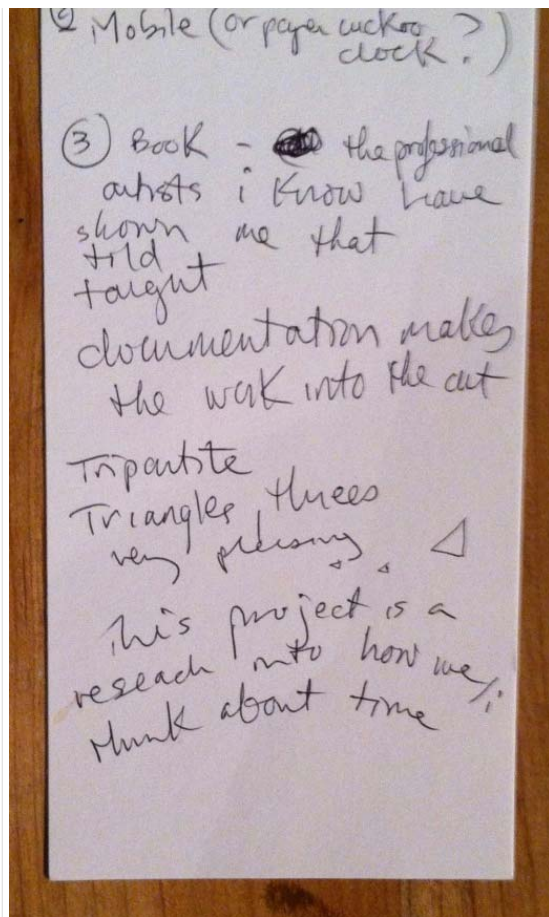 ② Mobile (or paper cuckoo
clock?)
③ Book - the professional
artists i know have
shown me that
told
taught
documentation makes
the work into the art
Tripartite
Triangles, threes
very pleasing
This project is a
reseach into how we/i
think about time